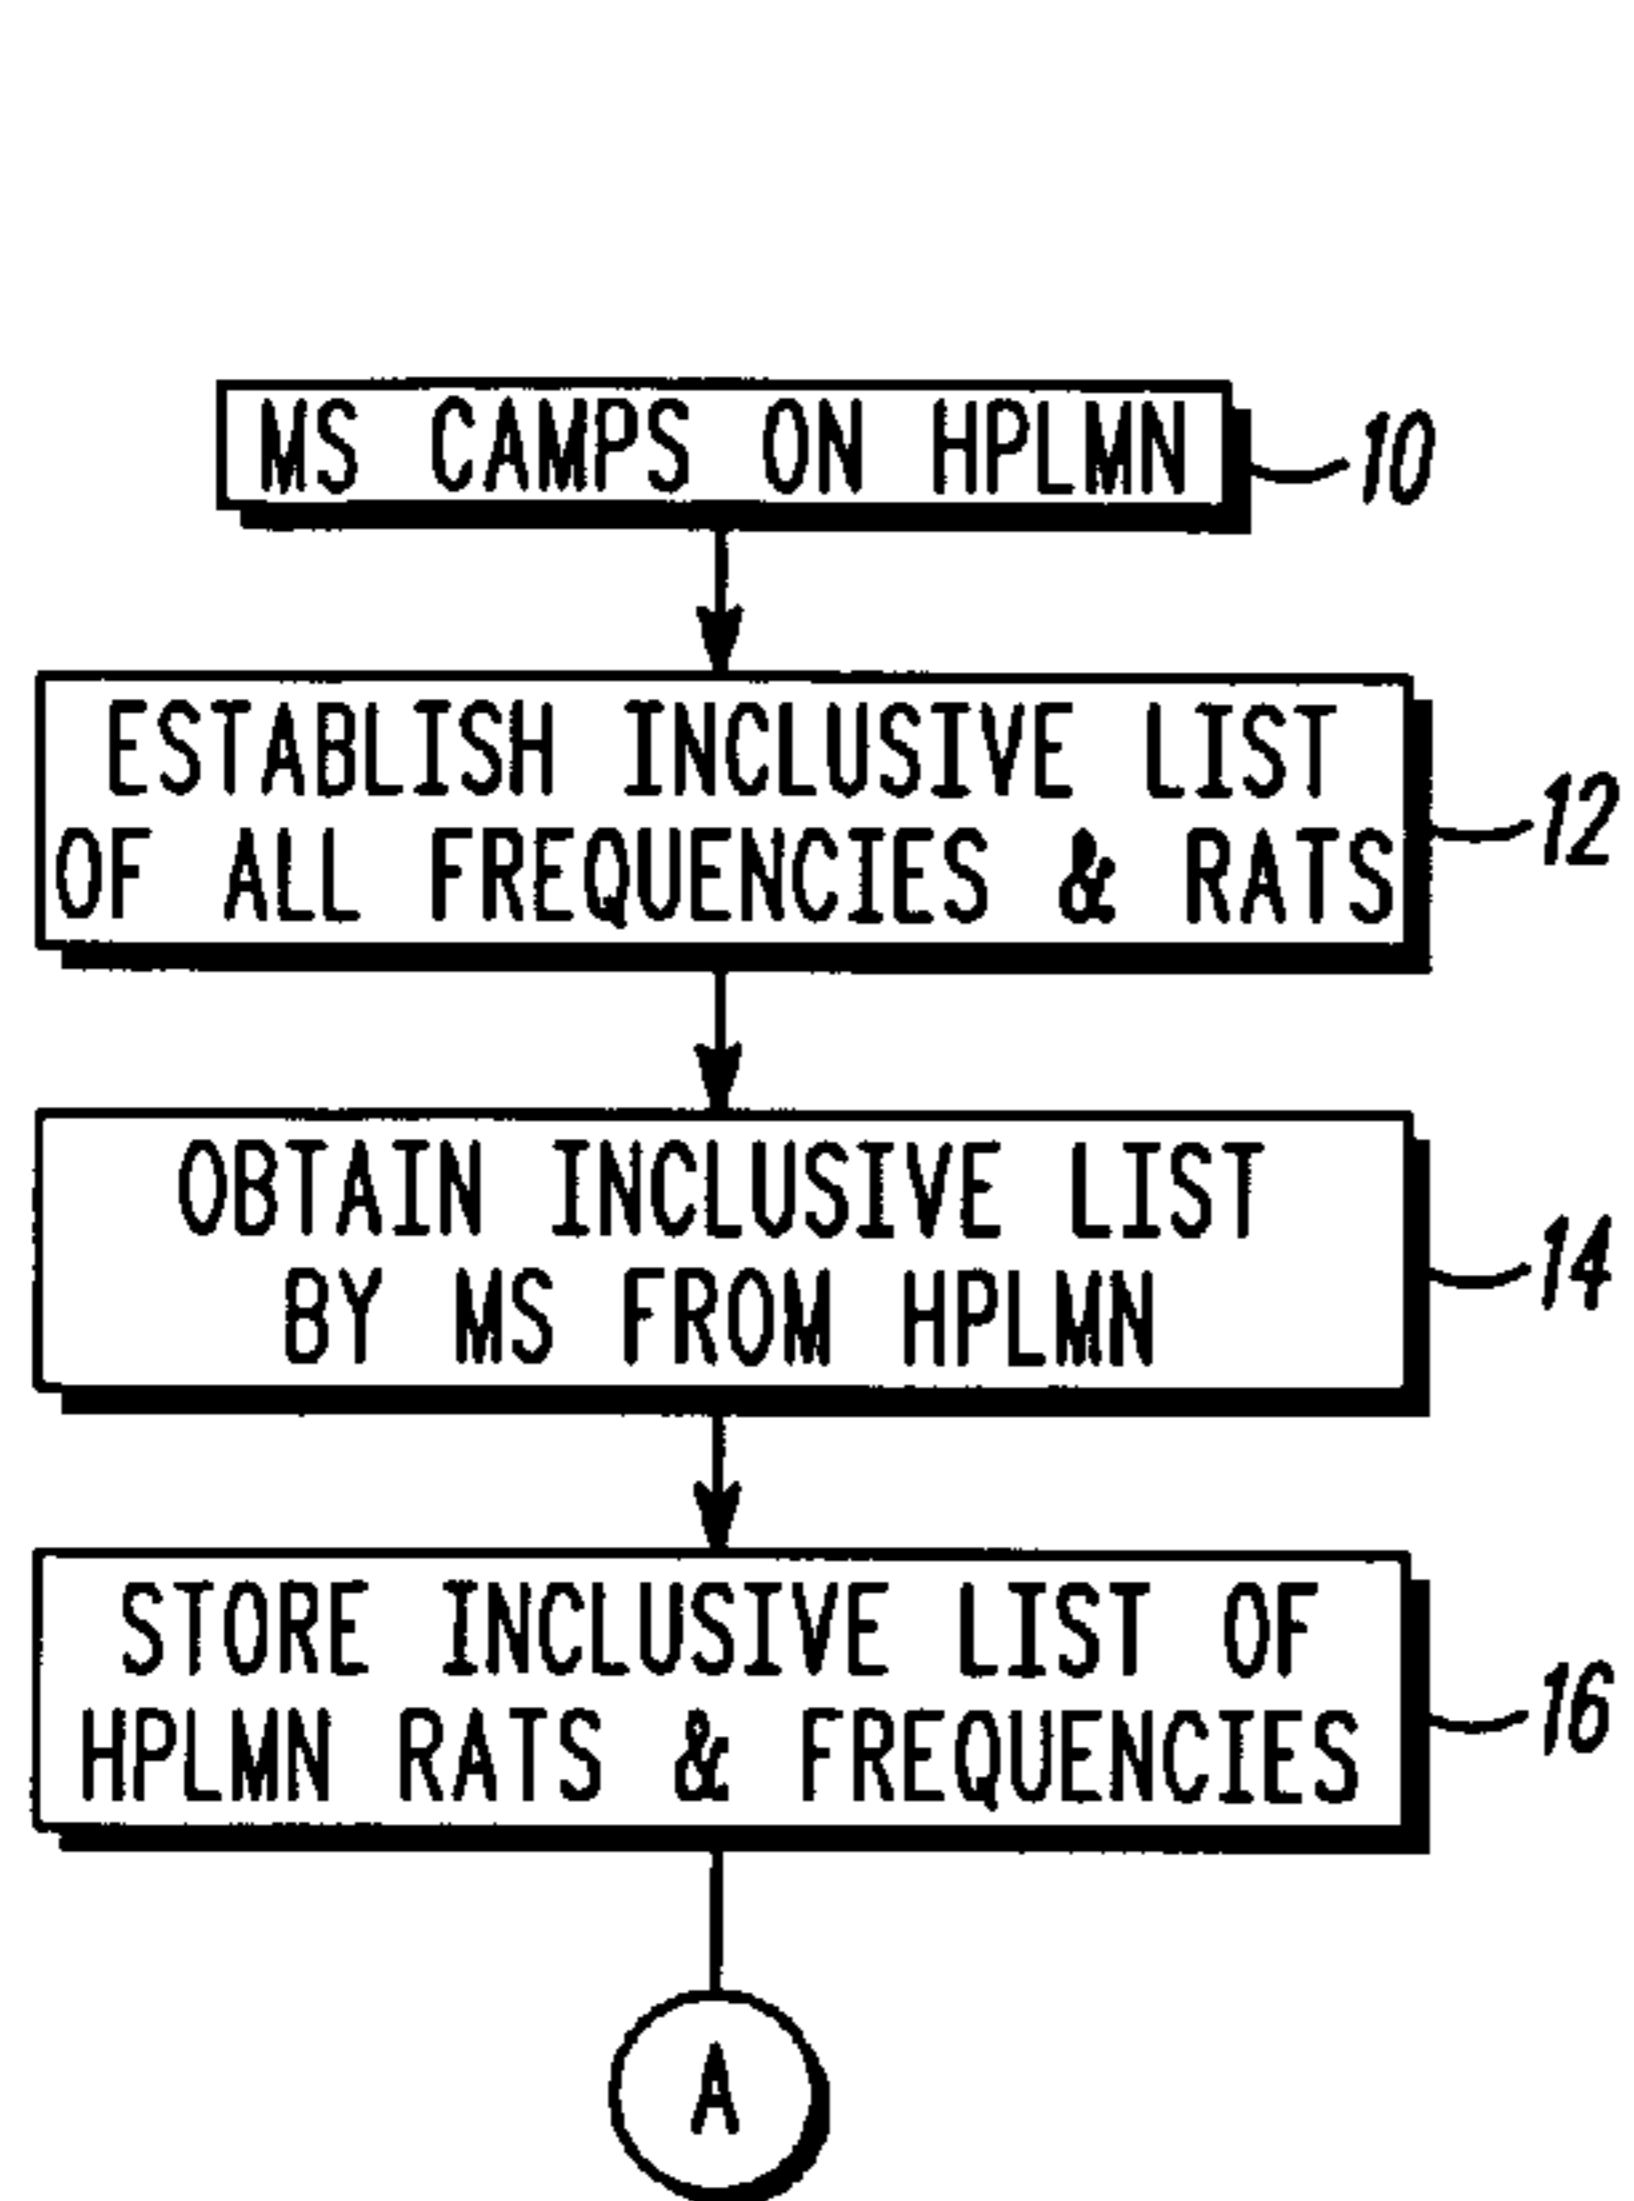 MS CAMPS ON HPLMN
10
ESTABLISH INCLUSIVE LIST
OF ALL FREQUENCIES & RATS
12
OBTAIN INCLUSIVE LIST
BY MS FROM HPLMN
14
STORE INCLUSIVE LIST OF
HPLMN RATS & FREQUENCIES
16
A